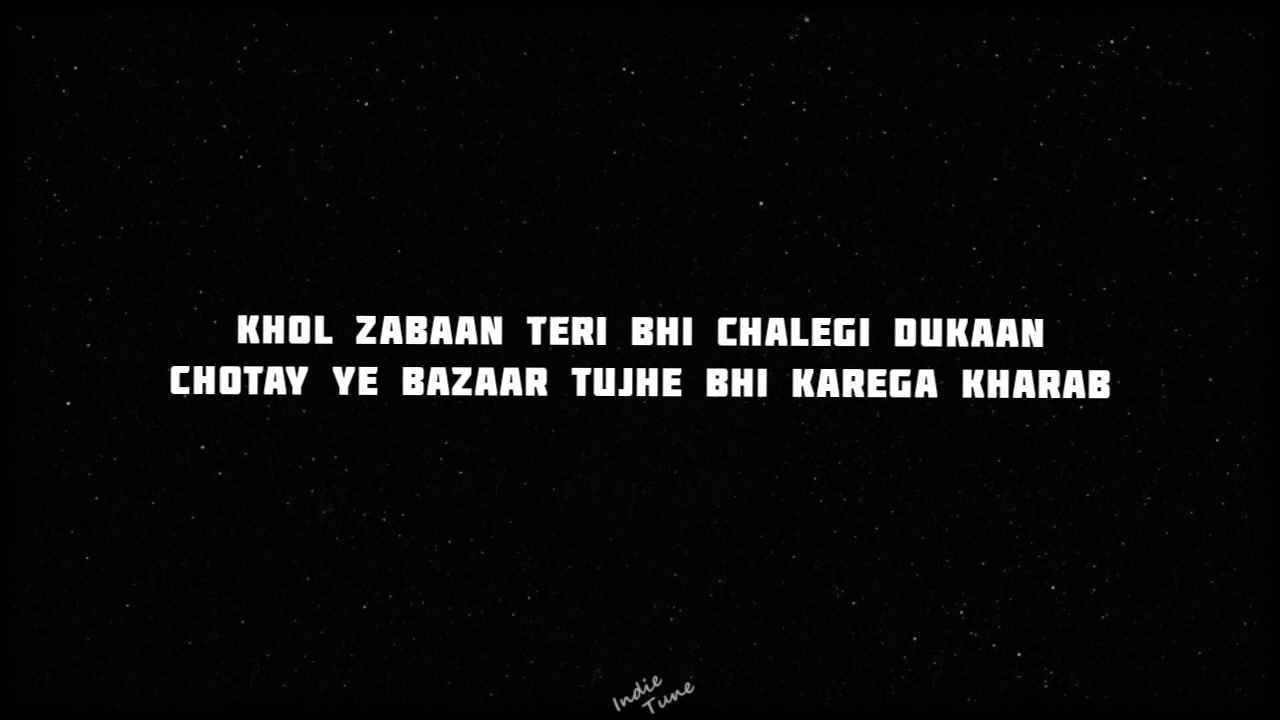 KHOL ZABAAN TERI BHI CHALEGI DUKAAN
CHOTAY YE BAZAAR TUJHE BHI KAREGA KHARAB
Indie
Tune